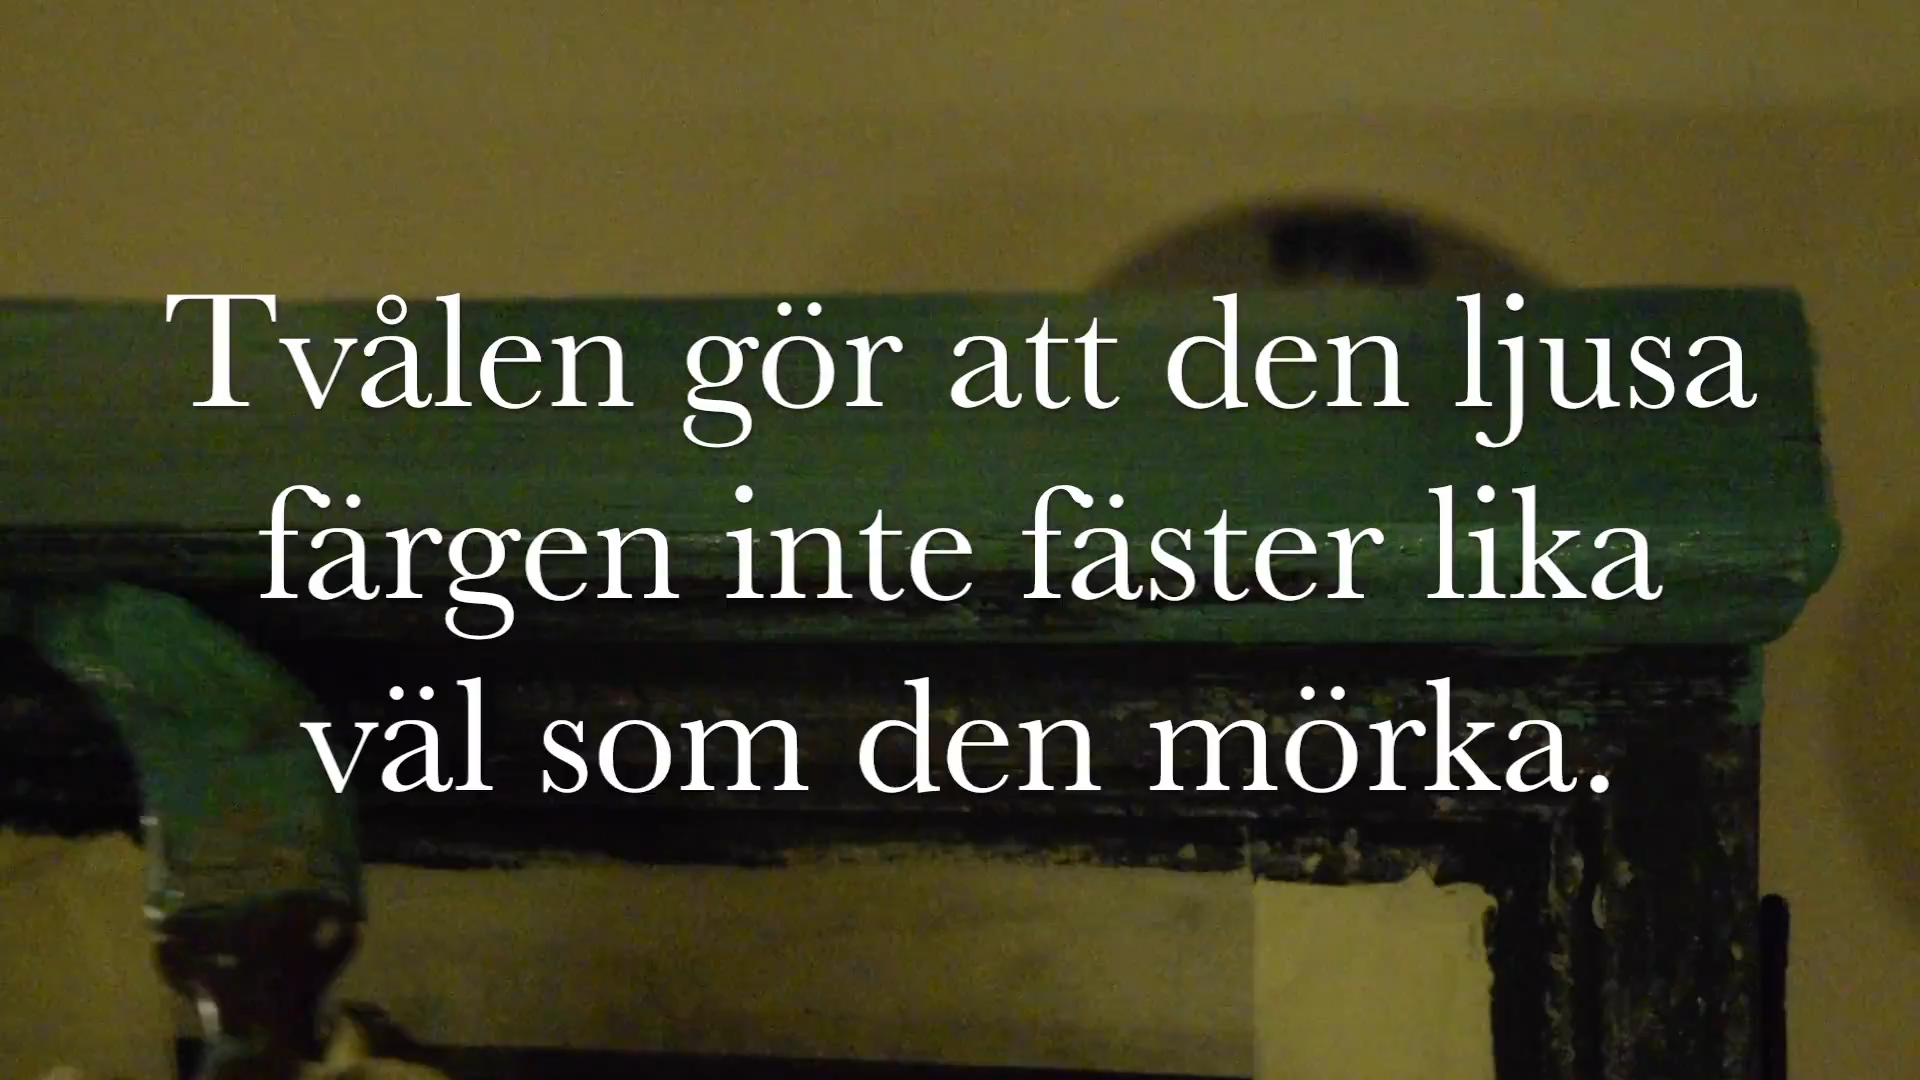 Tvålen gör att den ljusa
färgen inte fäster lika
väl som den mörka.